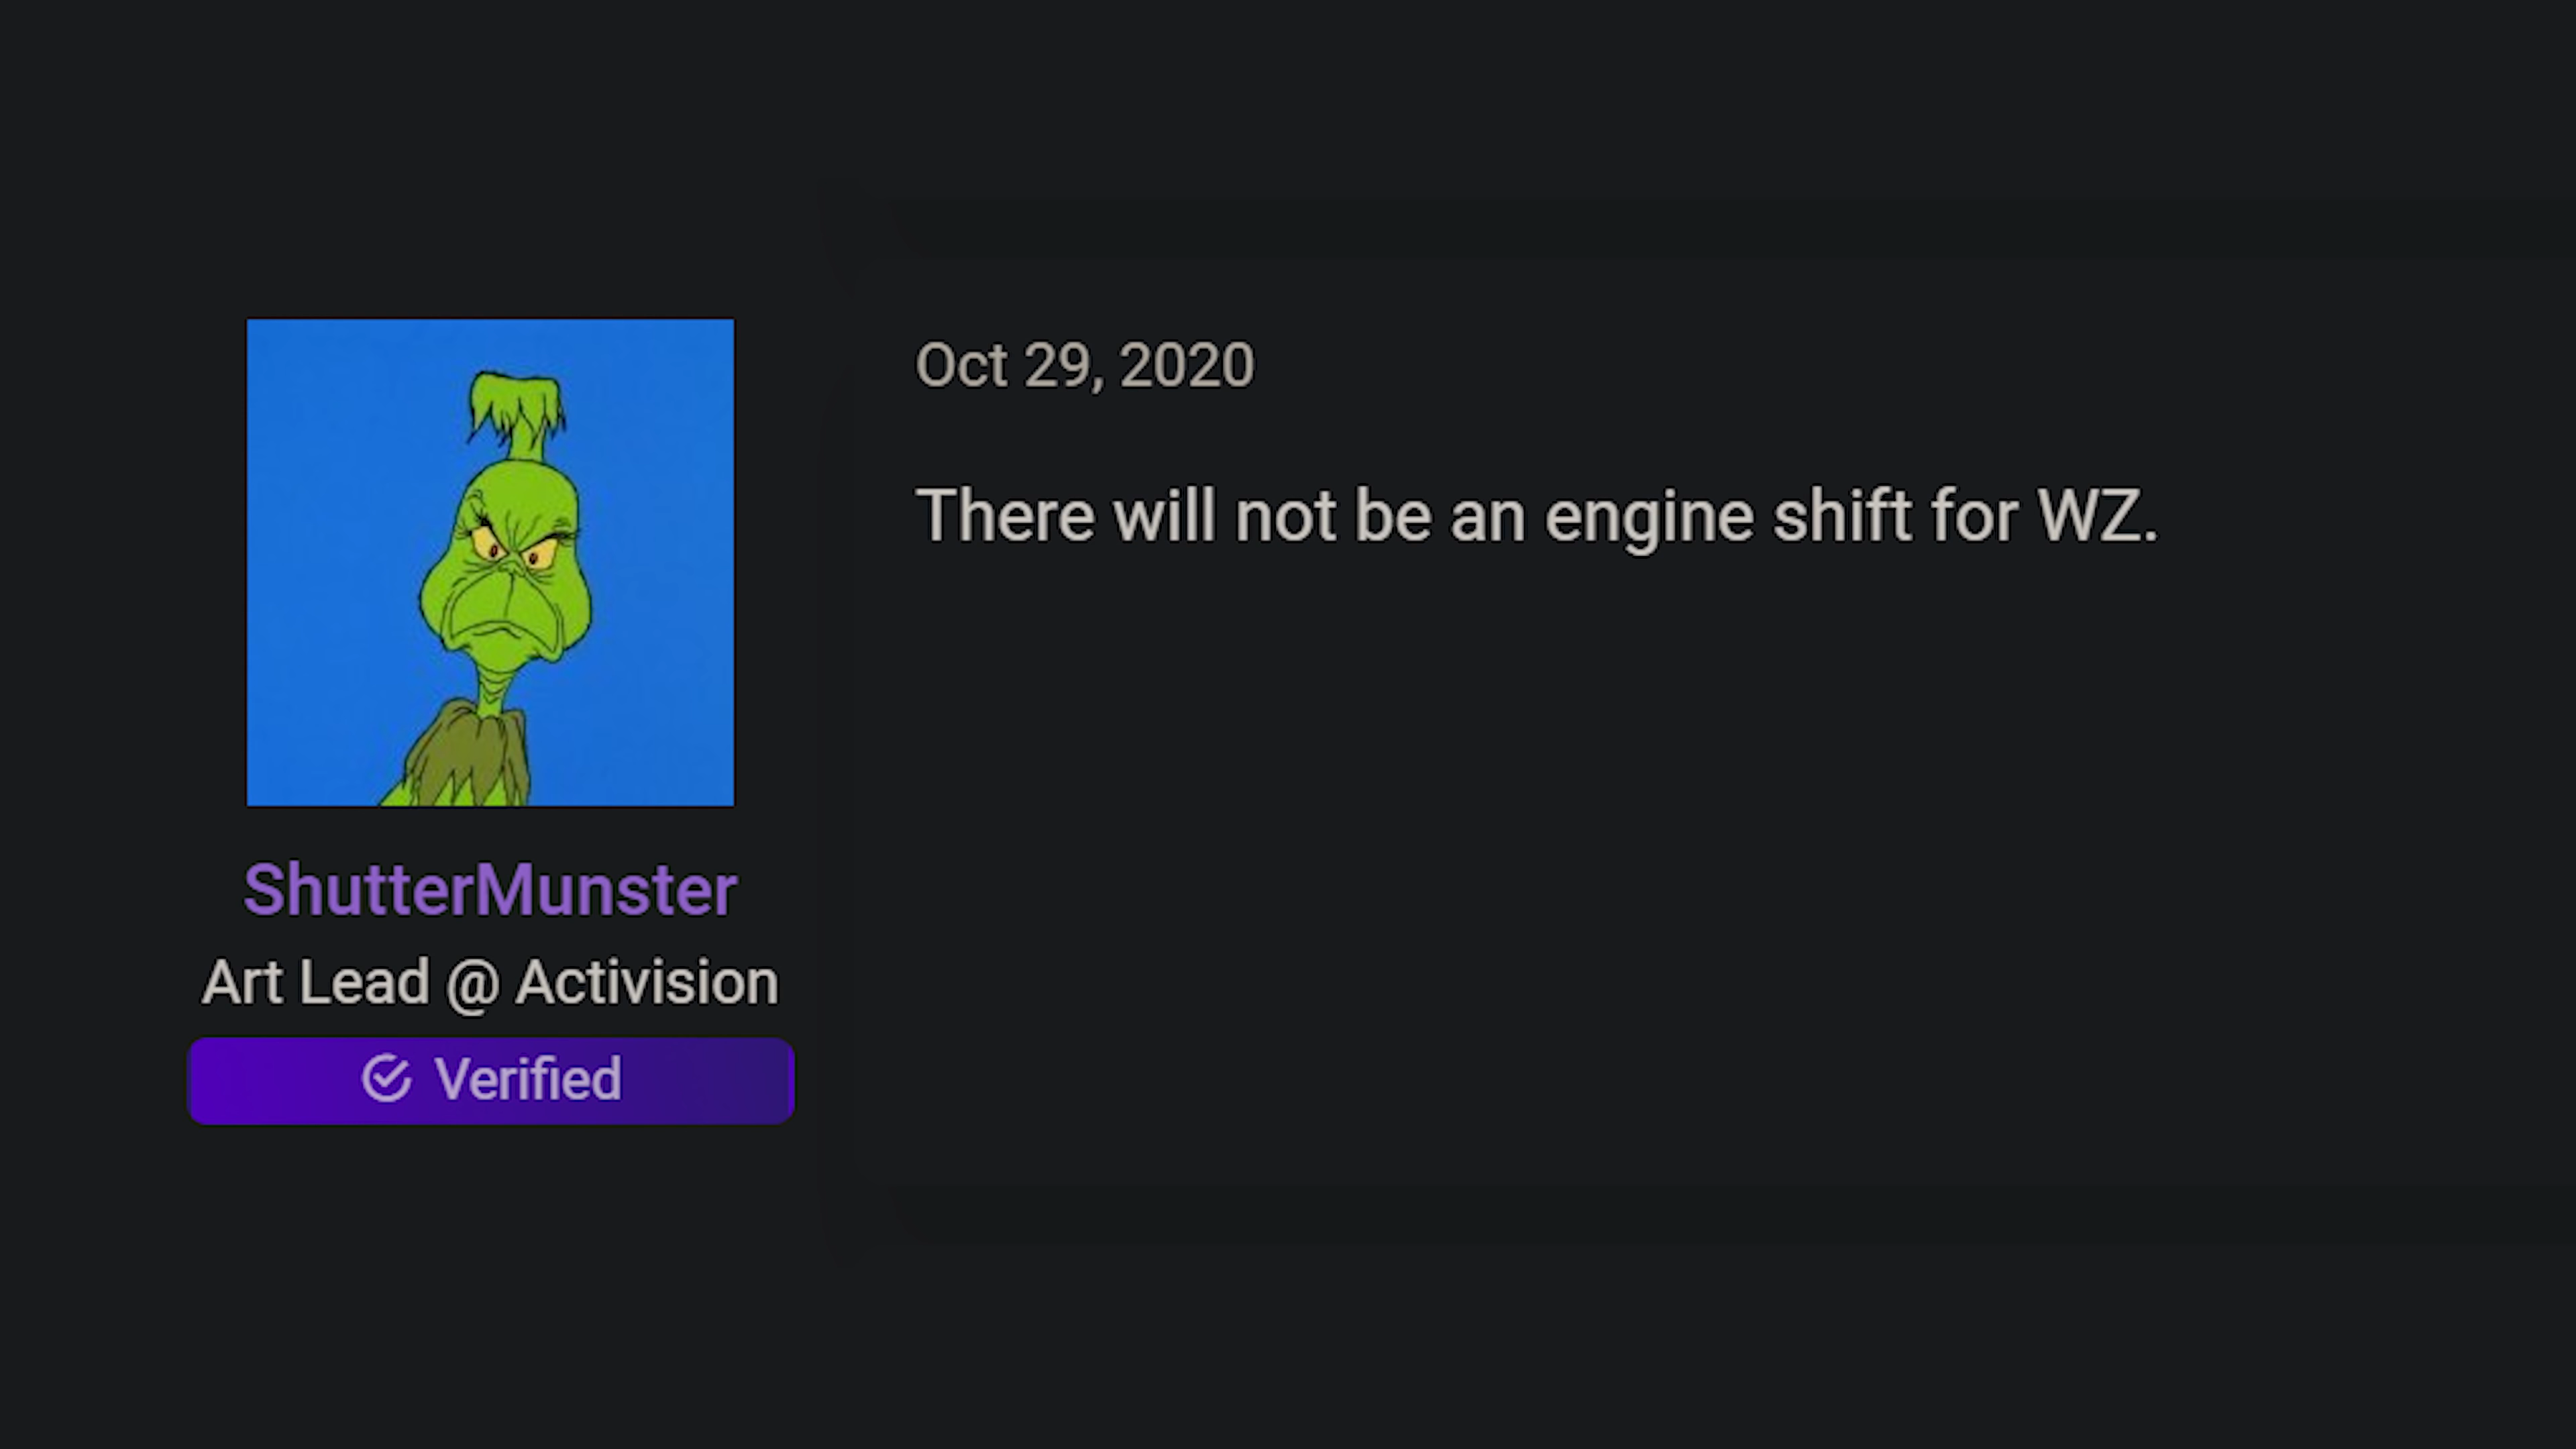 Oct 29, 2020
There will not be an engine shift for WZ.
ShutterMunster
Art Lead @ Activision
Verified